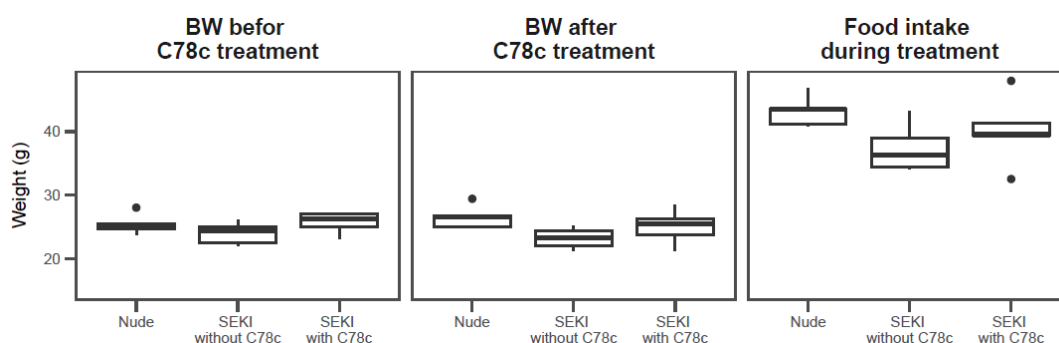 BW befor
C78c treatment
BW after
C78c treatment
Food intake
during treatment
Weight (g)
40
30
20
Nude
SEKI
without C78c
SEKI
with C78c
Nude
SEKI
without C78c
SEKI
with C78c
Nude
SEKI
without C78c
SEKI
with C78c